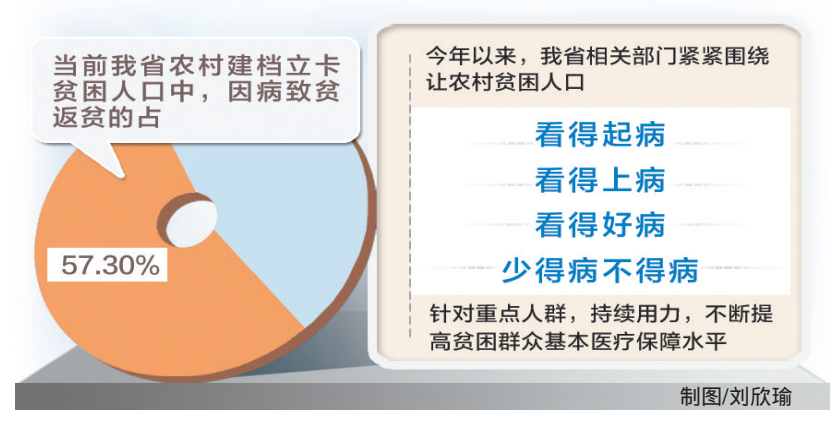 当前我省农村建档立卡
贫困人口中，因病致贫
返贫的占
57.30%
今年以来，我省相关部门紧紧围绕
让农村贫困人口
看得起病
看得上病
看得好病
少得病不得病
针对重点人群，持续用力，不断提
高贫困群众基本医疗保障水平
制图/刘欣瑜